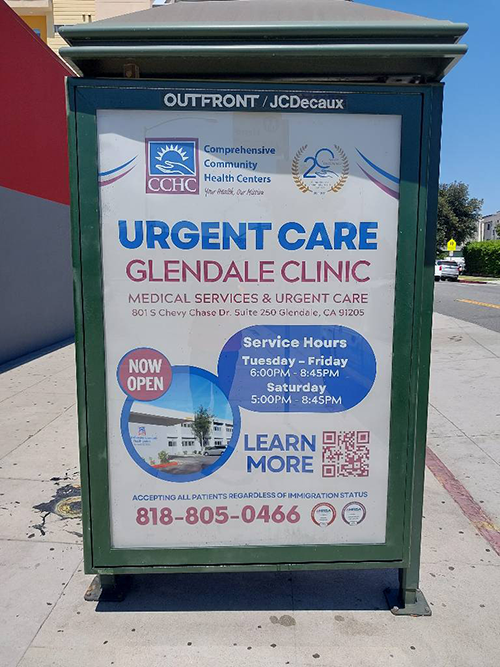 OUTFRONT / JCDecaux
CCHC
Comprehensive
Community
Health Centers
Your Health, Our Mission
20
URGENT CARE
GLENDALE CLINIC
MEDICAL SERVICES & URGENT CARE
801 S Chevy Chase Dr. Suite 250 Glendale, CA 91205
Service Hours
Tuesday – Friday
6:00PM - 8:45PM
Saturday
5:00PM - 8:45PM
NOW
OPEN
LEARN
MORE
ACCEPTING ALL PATIENTS REGARDLESS OF IMMIGRATION STATUS
818-805-0466